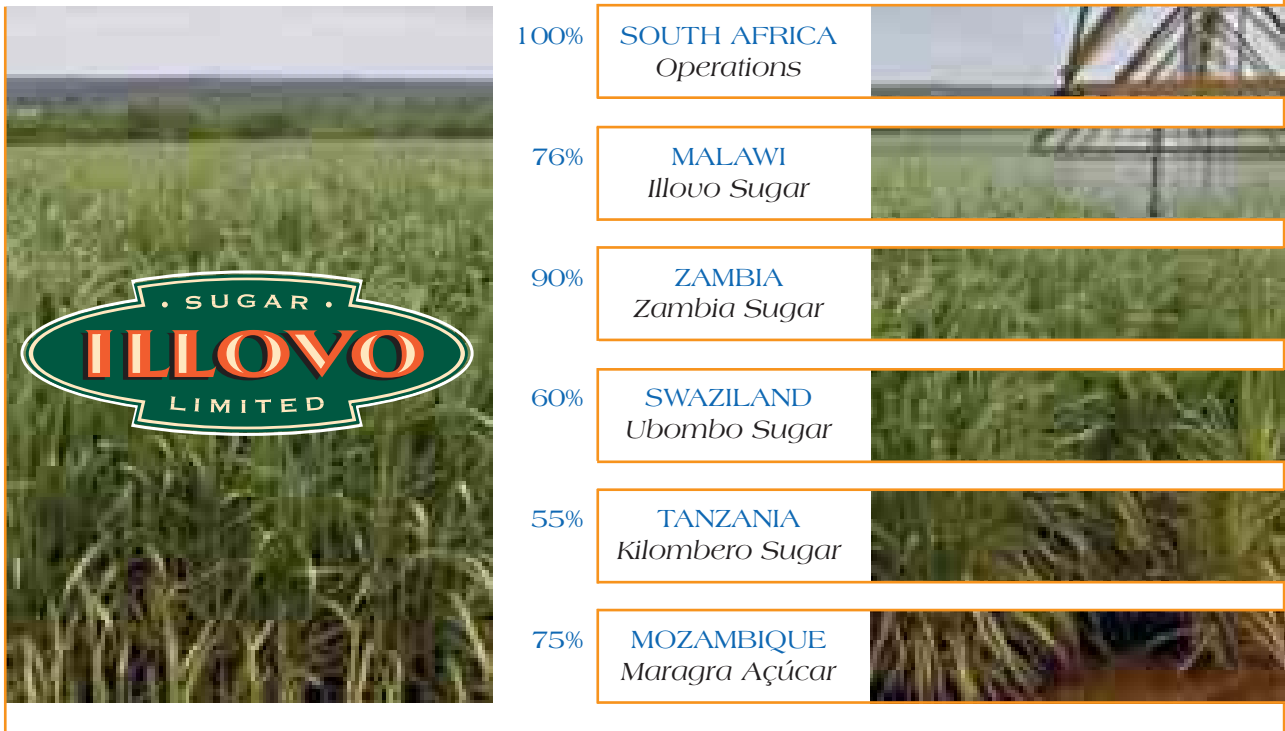 · SUGAR ·
ILLOVO
LIMITED
100%
SOUTH AFRICA
Operations
76%
MALAWI
Illovo Sugar
90%
ZAMBIA
Zambia Sugar
60%
SWAZILAND
Ubombo Sugar
55%
TANZANIA
Kilombero Sugar
75%
MOZAMBIQUE
Maragra Açúcar